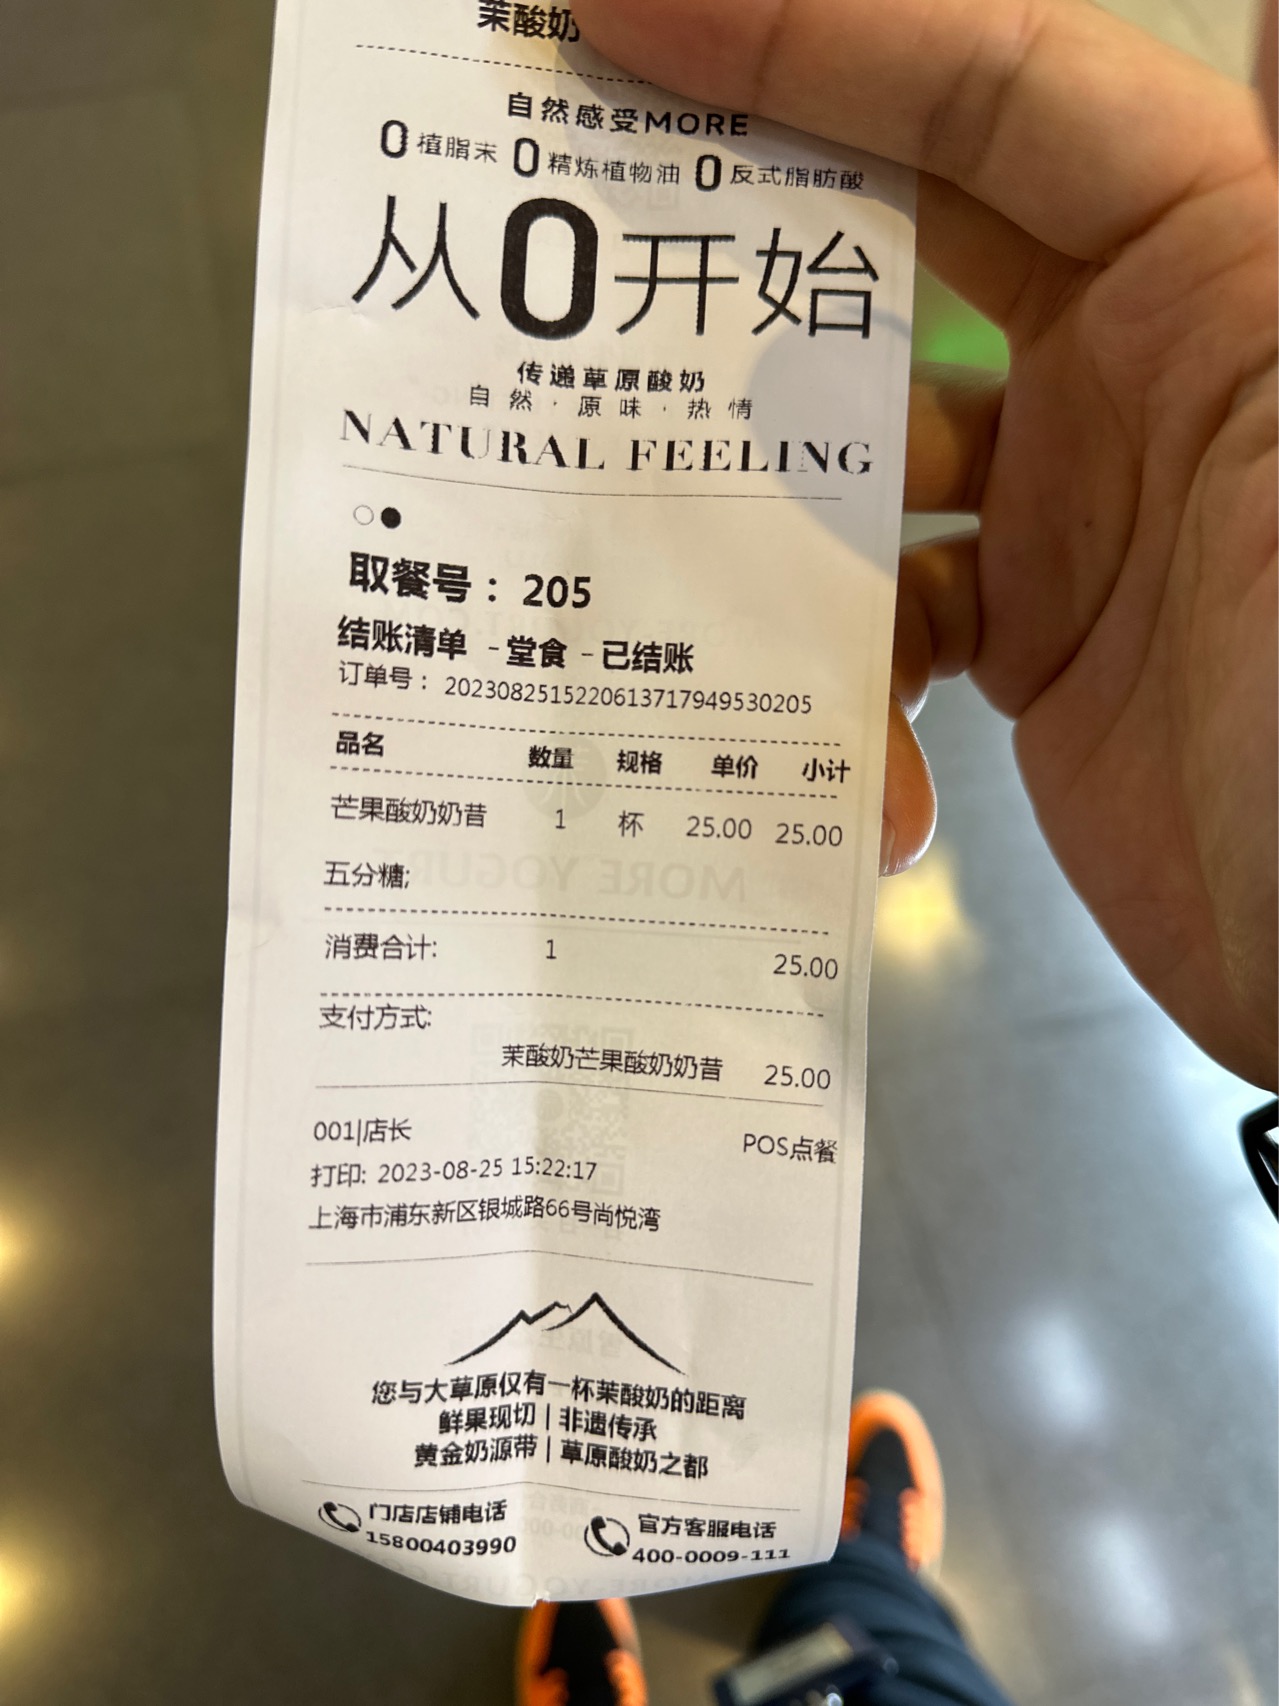 茉酸奶
自然感受MORE
0植脂末 0精炼植物油 0反式脂肪酸
从0开始
传递草原酸奶
自然·原味·热情
NATURAL FEELING
取餐号：205
结账清单 -堂食 -已结账
订单号：20230825152206137179495302​05
品名 数量 规格 单价 小计
芒果酸奶奶昔 1 杯 25.00 25.00
五分糖;
消费合计: 1 25.00
支付方式:
茉酸奶芒果酸奶奶昔 25.00
001|店长 POS点餐
打印: 2023-08-25 15:22:17
上海市浦东新区银城路66号尚悦湾
您与大草原仅有一杯茉酸奶的距离
鲜果现切|非遗传承
黄金奶源带|草原酸奶之都
门店店铺电话 官方客服电话
15800403990 400-0009-111